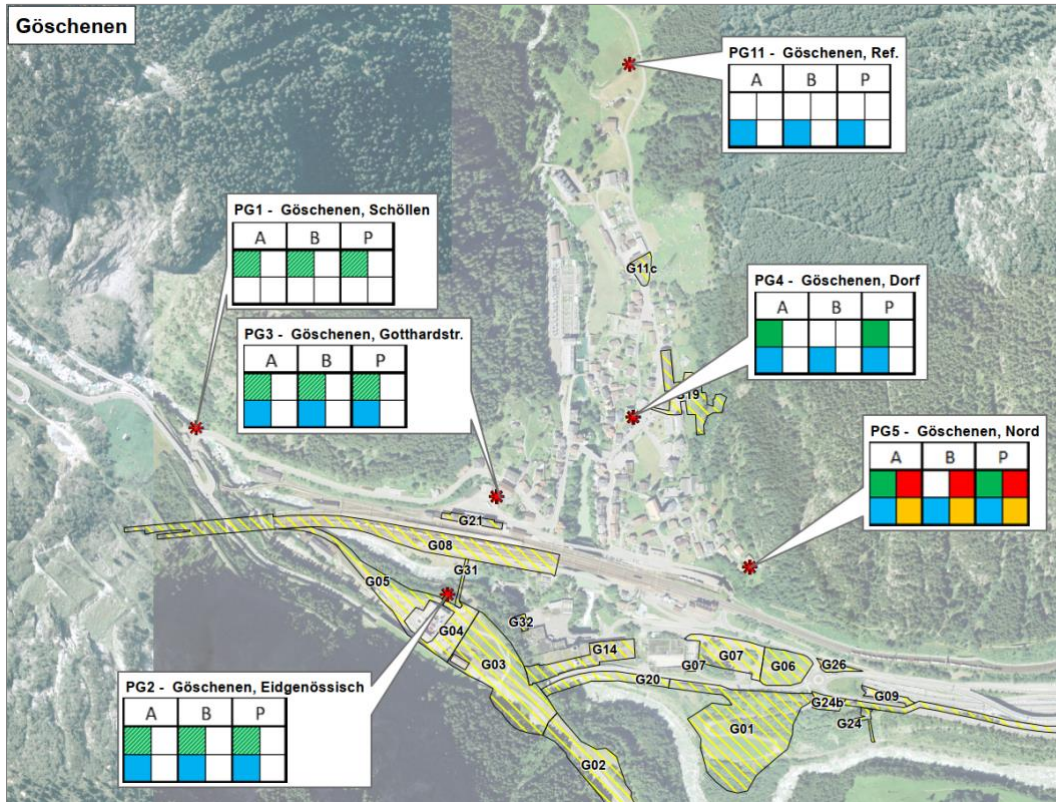 Göschenen
PG11 - Göschenen, Ref.
A B P
PG1 - Göschenen, Schöllen
A B P
G11c
PG4 - Göschenen, Dorf
A B P
PG3 - Göschenen, Gotthardstr.
A B P
G19
PG5 - Göschenen, Nord
A B P
G21
G08
G31
G05
G04
G32
G03
G14
G07
G07
G06
G26
G20
G09
G24b
G24
G01
G02
PG2 - Göschenen, Eidgenössisch
A B P